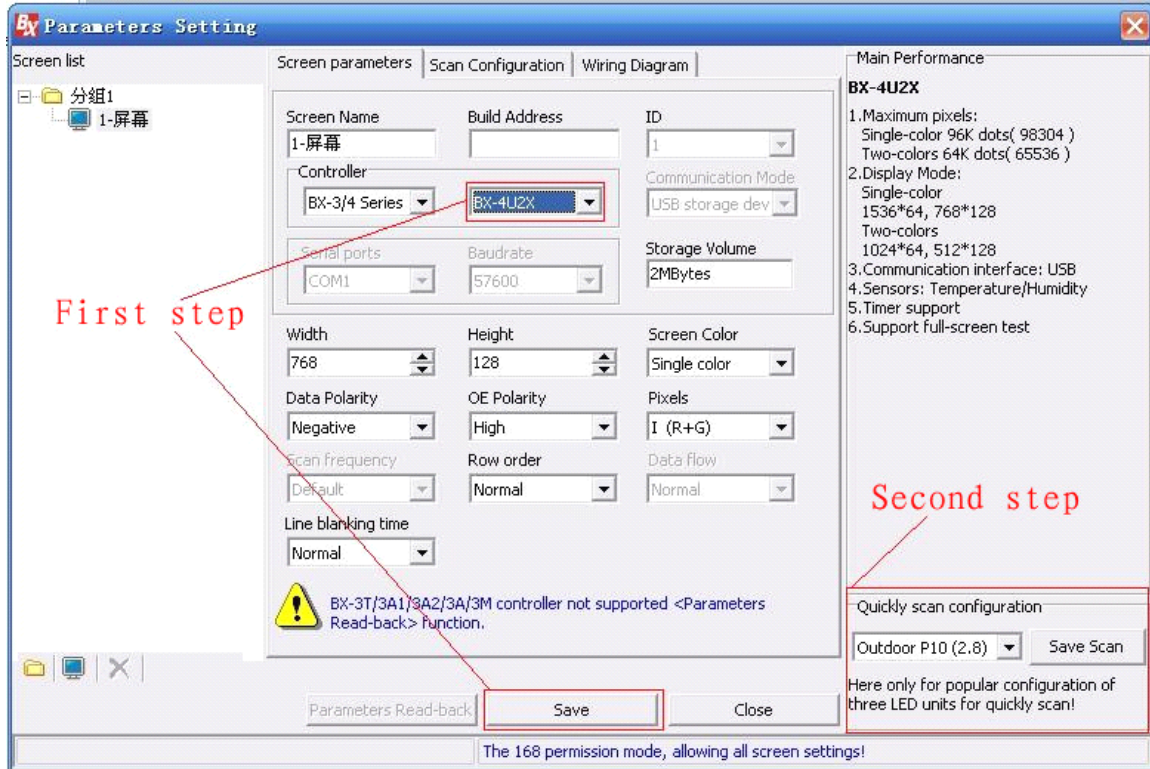 BX Parameters Setting
Screen list
分组1
1-屏幕
Screen parameters
Scan Configuration
Wiring Diagram
Screen Name
Build Address
ID
1-屏幕
1
Controller
Communication Mode
BX-3/4 Series
BX-4U2X
USB storage dev
Serial ports
Baudrate
Storage Volume
COM1
57600
2MBytes
First step
Width
Height
Screen Color
768
128
Single color
Data Polarity
OE Polarity
Pixels
Negative
High
I (R+G)
Scan frequency
Row order
Data flow
Default
Normal
Normal
Line blanking time
Normal
BX-3T/3A1/3A2/3A/3M controller not supported <Parameters
Read-back> function.
Parameters Read-back
Save
Close
Main Performance
BX-4U2X
1.Maximum pixels:
Single-color 96K dots( 98304 )
Two-colors 64K dots( 65536 )
2.Display Mode:
Single-color
1536*64, 768*128
Two-colors
1024*64, 512*128
3.Communication interface: USB
4.Sensors: Temperature/Humidity
5.Timer support
6.Support full-screen test
Second step
Quickly scan configuration
Outdoor P10 (2.8)
Save Scan
Here only for popular configuration of
three LED units for quickly scan!
The 168 permission mode, allowing all screen settings!